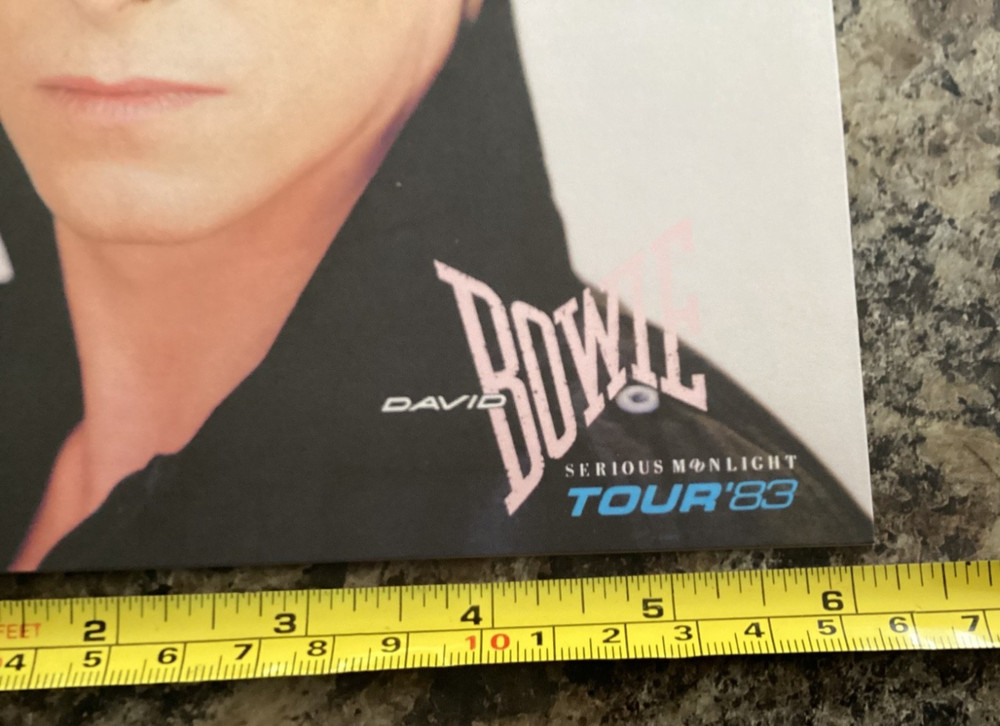 DAVID
BOWIE
SERIOUS MOONLIGHT
TOUR'83
FEET 2 3 4 5 6
4 5 6 7 8 9 10 1 2 3 4 5 6 7